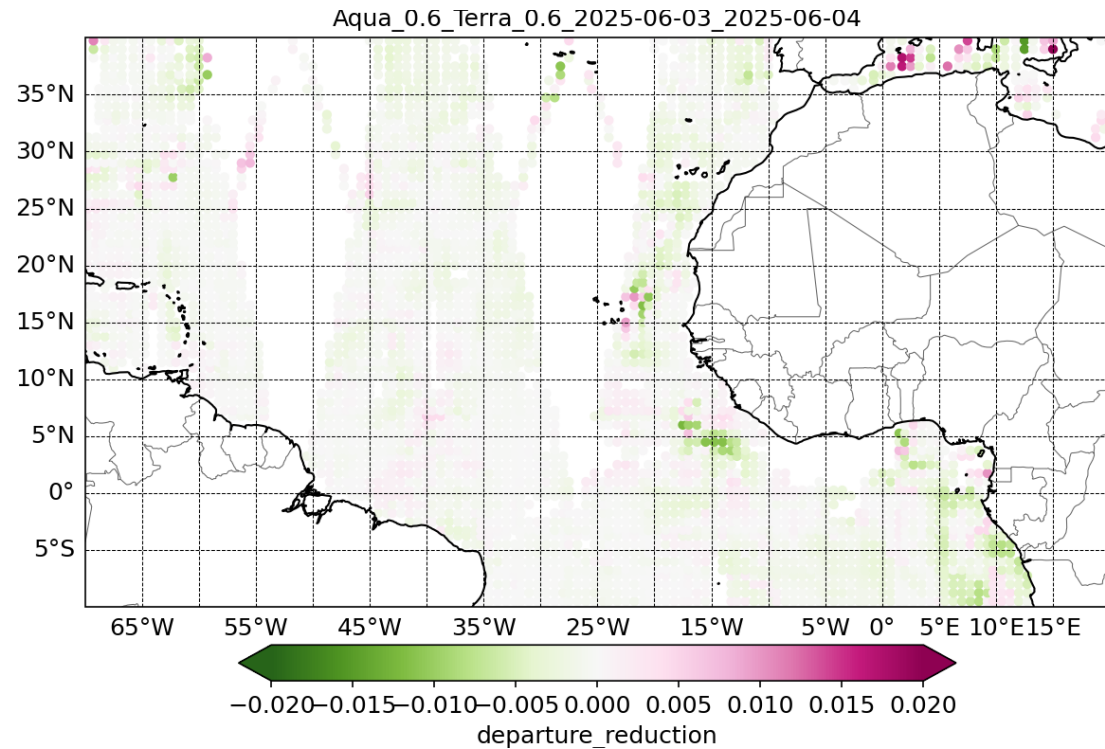 Aqua_0.6_Terra_0.6_2025-06-03_2025-06-04
35°N
30°N
25°N
20°N
15°N
10°N
5°N
0°
5°S
65°W 55°W 45°W 35°W 25°W 15°W 5°W 0° 5°E 10°E 15°E
−0.020 −0.015 −0.010 −0.005 0.000 0.005 0.010 0.015 0.020
departure_reduction